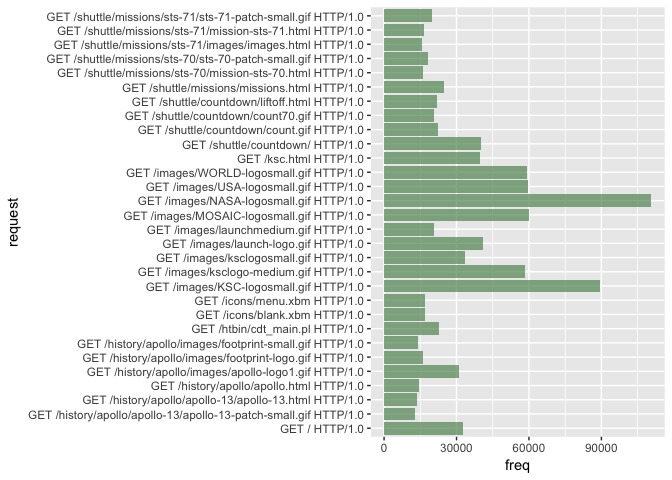 GET /shuttle/missions/sts-71/sts-71-patch-small.gif HTTP/1.0
GET /shuttle/missions/sts-71/mission-sts-71.html HTTP/1.0
GET /shuttle/missions/sts-71/images/images.html HTTP/1.0
GET /shuttle/missions/sts-70/sts-70-patch-small.gif HTTP/1.0
GET /shuttle/missions/sts-70/mission-sts-70.html HTTP/1.0
GET /shuttle/missions/missions.html HTTP/1.0
GET /shuttle/countdown/liftoff.html HTTP/1.0
GET /shuttle/countdown/count70.gif HTTP/1.0
GET /shuttle/countdown/count.gif HTTP/1.0
GET /shuttle/countdown/ HTTP/1.0
GET /ksc.html HTTP/1.0
GET /images/WORLD-logosmall.gif HTTP/1.0
GET /images/USA-logosmall.gif HTTP/1.0
GET /images/NASA-logosmall.gif HTTP/1.0
GET /images/MOSAIC-logosmall.gif HTTP/1.0
GET /images/launchmedium.gif HTTP/1.0
GET /images/launch-logo.gif HTTP/1.0
GET /images/ksclogosmall.gif HTTP/1.0
GET /images/ksclogo-medium.gif HTTP/1.0
GET /images/KSC-logosmall.gif HTTP/1.0
GET /icons/menu.xbm HTTP/1.0
GET /icons/blank.xbm HTTP/1.0
GET /htbin/cdt_main.pl HTTP/1.0
GET /history/apollo/images/footprint-small.gif HTTP/1.0
GET /history/apollo/images/footprint-logo.gif HTTP/1.0
GET /history/apollo/images/apollo-logo1.gif HTTP/1.0
GET /history/apollo/apollo.html HTTP/1.0
GET /history/apollo/apollo-13/apollo-13.html HTTP/1.0
GET /history/apollo/apollo-13/apollo-13-patch-small.gif HTTP/1.0
GET / HTTP/1.0
request
0 30000 60000 90000
freq